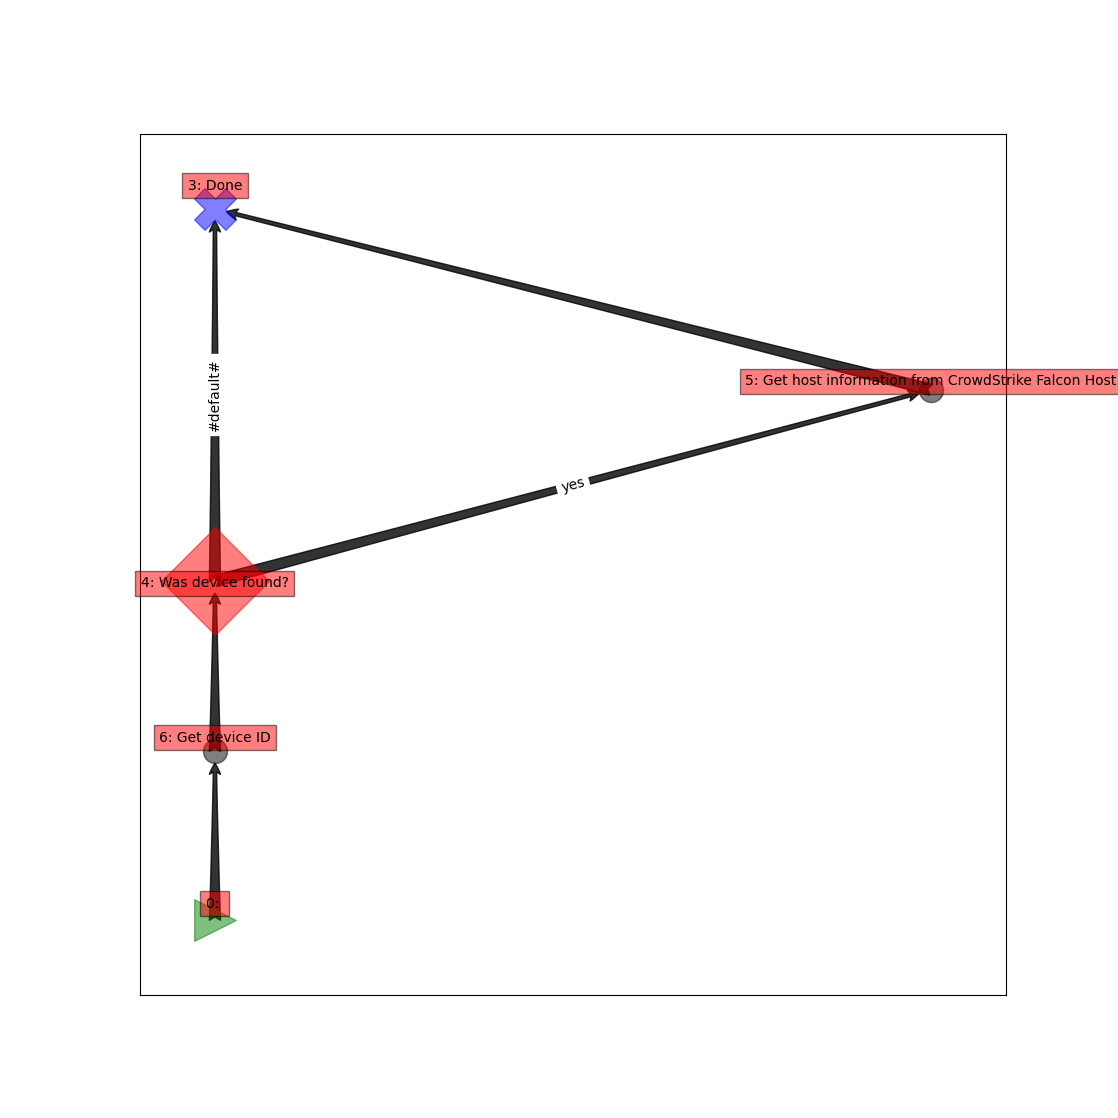 3: Done
#default#
5: Get host information from CrowdStrike Falcon Host
yes
4: Was device found?
6: Get device ID
0: